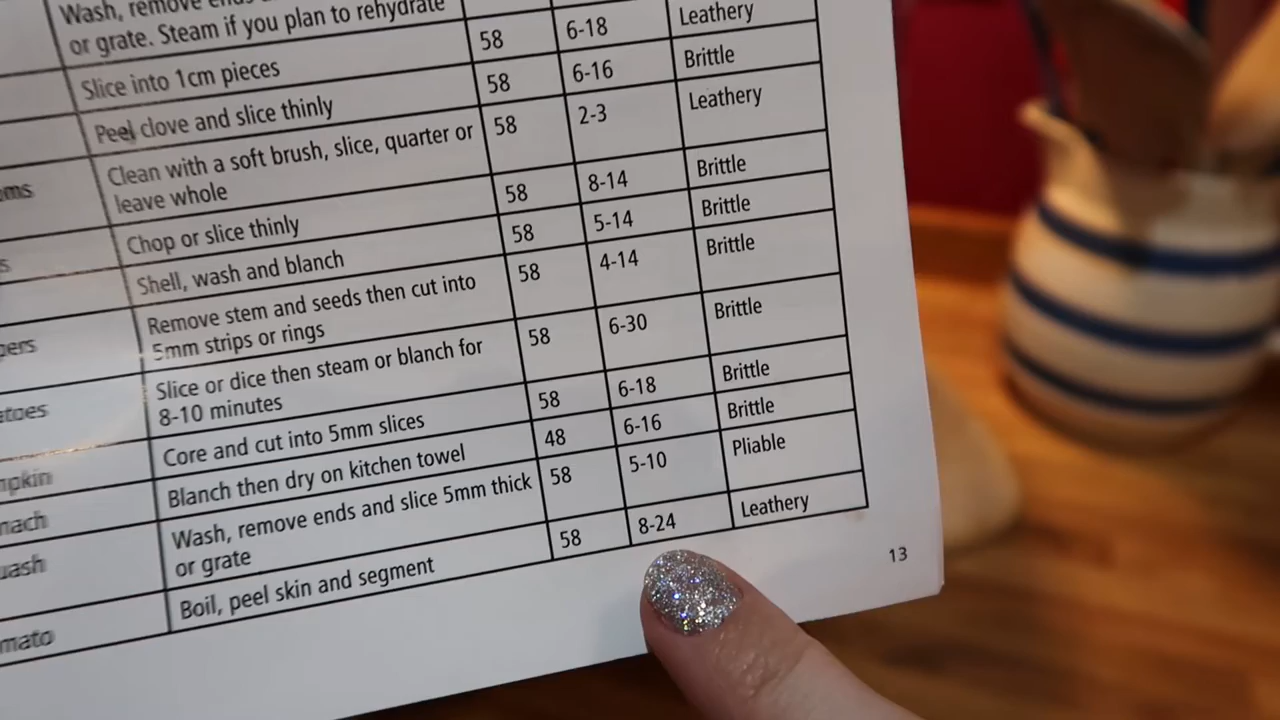 Wash, remove ends
or grate. Steam if you plan to rehydrate
58 6-18 Leathery
Slice into 1cm pieces 58 6-16 Brittle
Peel clove and slice thinly 58 2-3 Leathery
Clean with a soft brush, slice, quarter or
leave whole
58 8-14 Brittle
Chop or slice thinly 58 5-14 Brittle
Shell, wash and blanch 58 4-14 Brittle
Remove stem and seeds then cut into
5mm strips or rings
58 6-30 Brittle
Slice or dice then steam or blanch for
8-10 minutes
58 6-18 Brittle
Core and cut into 5mm slices 48 6-16 Brittle
Blanch then dry on kitchen towel 58 5-10 Pliable
Wash, remove ends and slice 5mm thick
or grate
58 8-24 Leathery
Boil, peel skin and segment
13